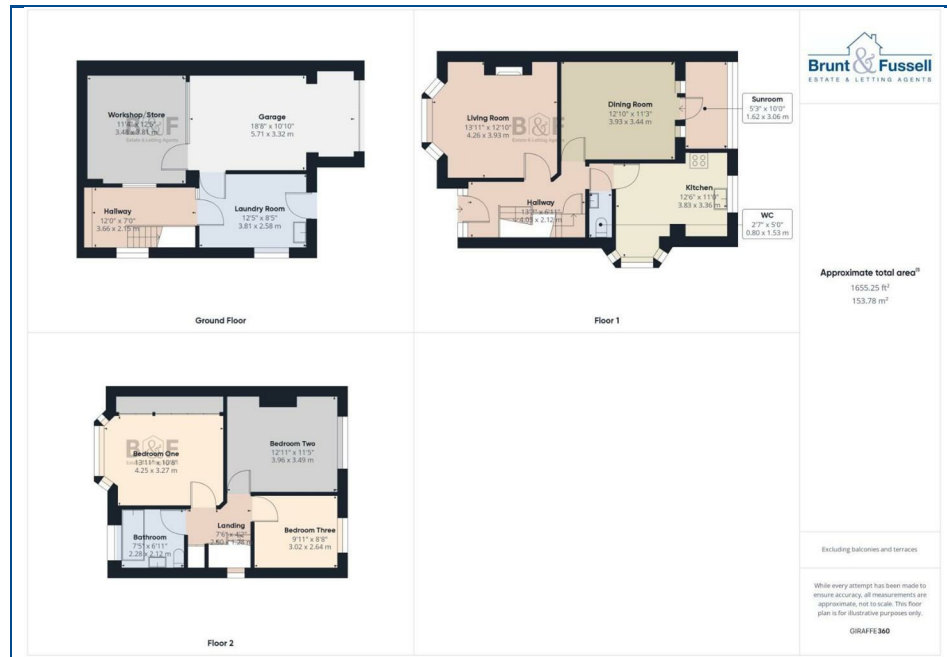 Workshop/Store
Garage
18'8" x 10'10"
5.71 x 3.32 m
Hallway
12'0" x 7'0"
3.66 x 2.15 m
Laundry Room
12'5" x 8'5"
3.81 x 2.58 m
Ground Floor
Living Room
13'11" x 12'10"
4.26 x 3.93 m
Dining Room
12'10" x 11'3"
3.93 x 3.44 m
Sunroom
5'3" x 10'0"
1.62 x 3.06 m
Hallway
Kitchen
12'6" x 11'0"
3.83 x 3.36 m
WC
2'7" x 5'0"
0.80 x 1.53 m
Floor 1
B&F
Bedroom One
13'11" x 10'8"
4.25 x 3.27 m
Bedroom Two
12'11" x 11'5"
3.96 x 3.49 m
Bathroom
7'5" x 6'11"
2.28 x 2.12 m
Landing
Bedroom Three
9'11" x 8'8"
3.02 x 2.64 m
Floor 2
Brunt & Fussell
ESTATE & LETTING AGENTS
Approximate total area
1655.25 ft²
153.78 m²
Excluding balconies and terraces
While every attempt has been made to
ensure accuracy, all measurements are
approximate, not to scale. This floor
plan is for illustrative purposes only.
GIRAFFE360